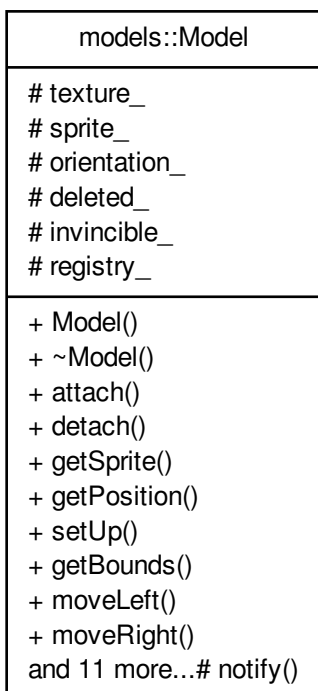 models::Model
# texture_
# sprite_
# orientation_
# deleted_
# invincible_
# registry_
+ Model()
+ ~Model()
+ attach()
+ detach()
+ getSprite()
+ getPosition()
+ setUp()
+ getBounds()
+ moveLeft()
+ moveRight()
and 11 more...# notify()